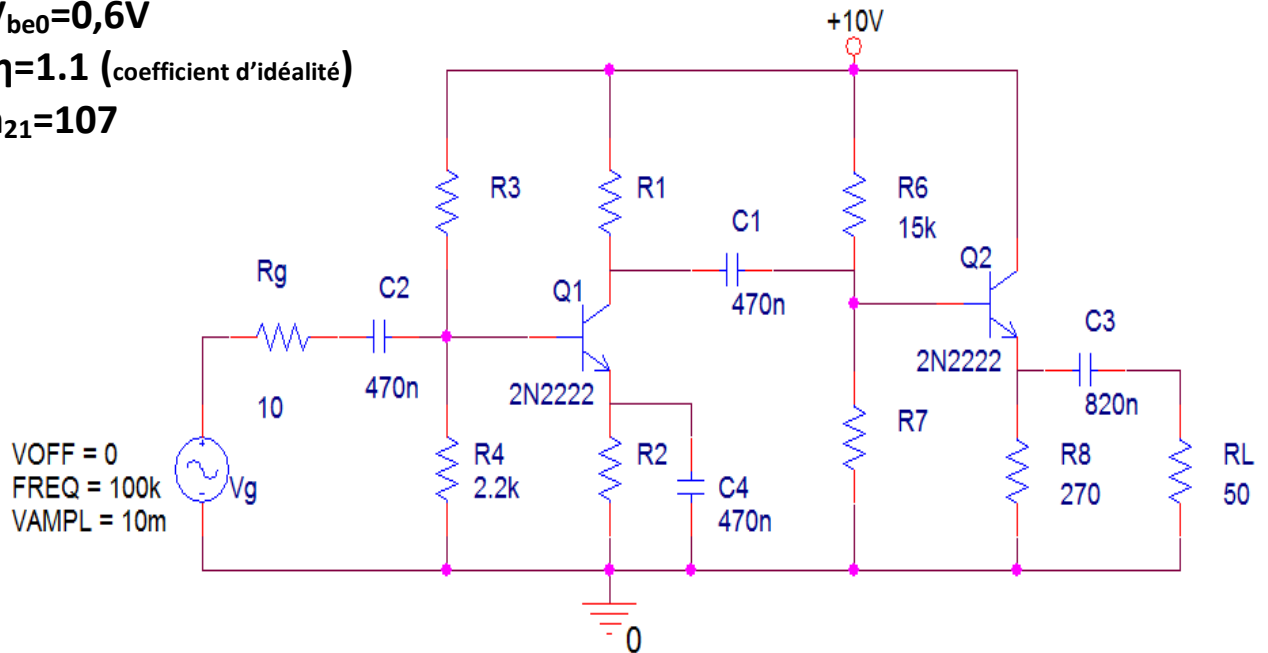 be0=0,6V
η=1.1 (coefficient d'idéalité)
21=107
+10V
R3
R1
R6
15k
C1
470n
Rg
10
C2
470n
Q1
2N2222
Q2
2N2222
C3
820n
R4
2.2k
R2
C4
470n
R7
R8
270
RL
50
VOFF = 0
FREQ = 100k
VAMPL = 10m
Vg
0